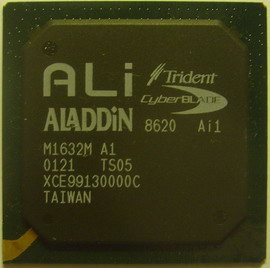 ALi Trident
CyberBLADE
ALADDiN 8620 Ai1
M1632M A1
0121 TS05
XCE99130000C
TAIWAN